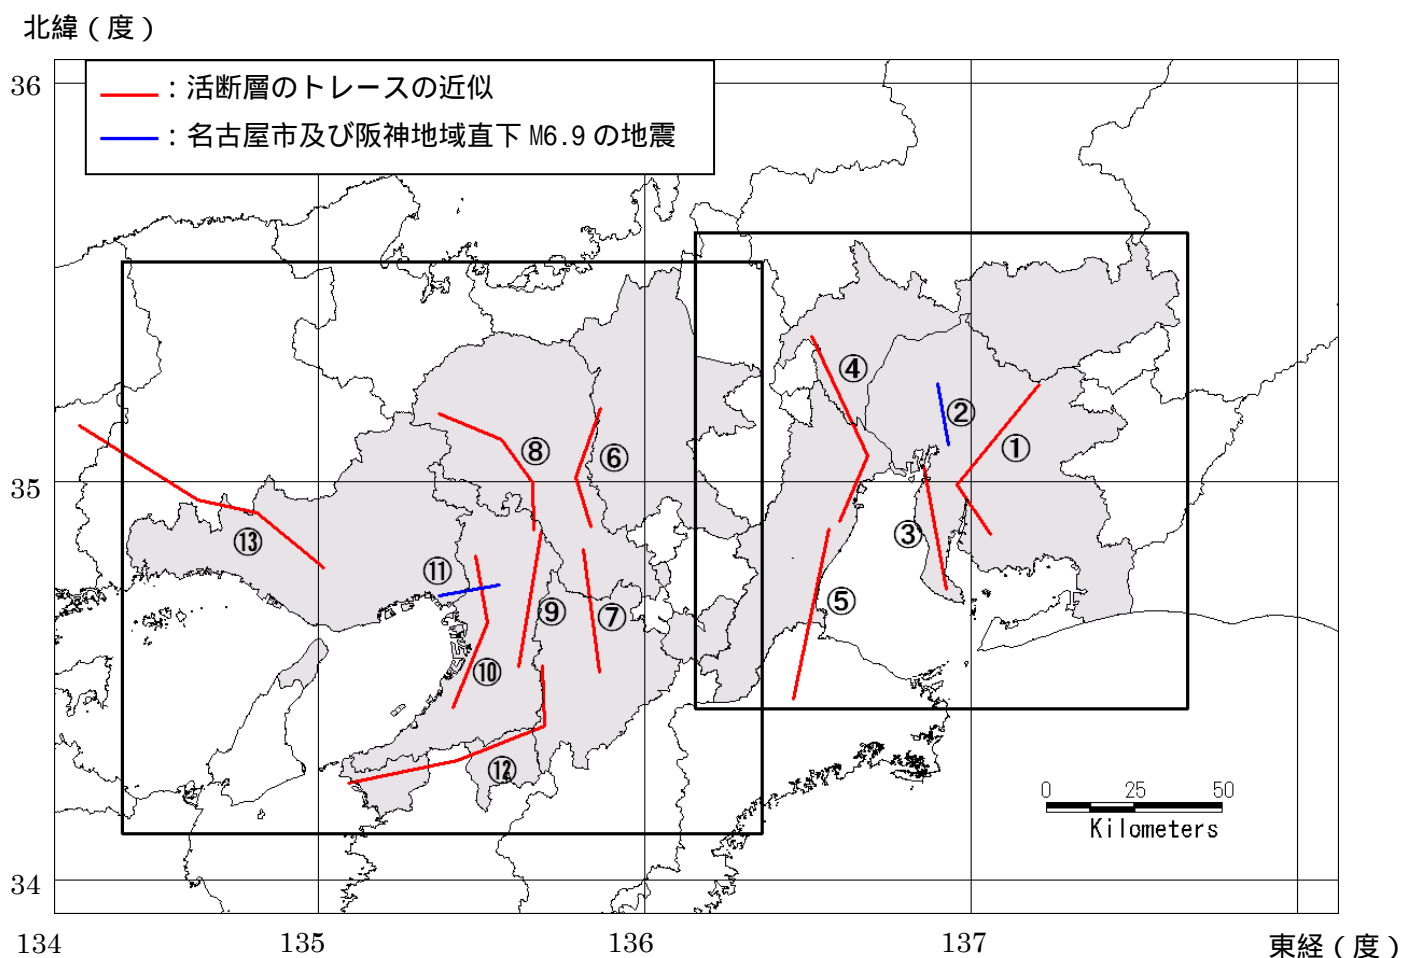 北緯（度）
36
：活断層のトレースの近似
：名古屋市及び阪神地域直下 M6.9 の地震
④
②
①
⑧
⑥
35
③
⑬
⑪
⑤
⑨
⑦
⑩
⑫
0 25 50
Kilometers
34
134 135 136 137 東経（度）